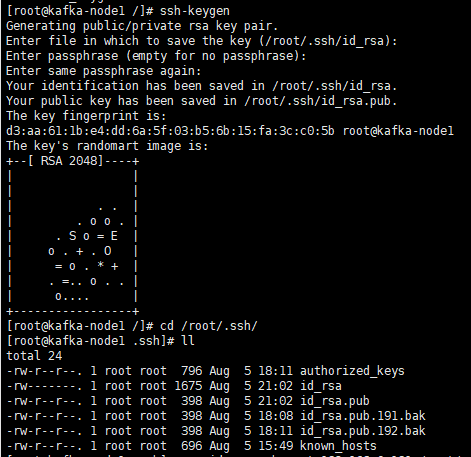 [root@kafka-node1 /]# ssh-keygen
Generating public/private rsa key pair.
Enter file in which to save the key (/root/.ssh/id_rsa):
Enter passphrase (empty for no passphrase):
Enter same passphrase again:
Your identification has been saved in /root/.ssh/id_rsa.
Your public key has been saved in /root/.ssh/id_rsa.pub.
The key fingerprint is:
d3:aa:61:1b:e4:dd:6a:5f:03:b5:6b:15:fa:3c:c0:5b root@kafka-node1
The key's randomart image is:
+--[ RSA 2048]----+
|                 |
|                 |
|            . .  |
|         . o o . |
|      . S o = E  |
|     o . + . O   |
|      = o . * +  |
|     . =.. o . . |
|      o....      |
+-----------------+
[root@kafka-node1 /]# cd /root/.ssh/
[root@kafka-node1 .ssh]# ll
total 24
-rw-r--r--. 1 root root  796 Aug  5 18:11 authorized_keys
-rw-------. 1 root root 1675 Aug  5 21:02 id_rsa
-rw-r--r--. 1 root root  398 Aug  5 21:02 id_rsa.pub
-rw-r--r--. 1 root root  398 Aug  5 18:08 id_rsa.pub.191.bak
-rw-r--r--. 1 root root  398 Aug  5 18:11 id_rsa.pub.192.bak
-rw-r--r--. 1 root root  696 Aug  5 15:49 known_hosts